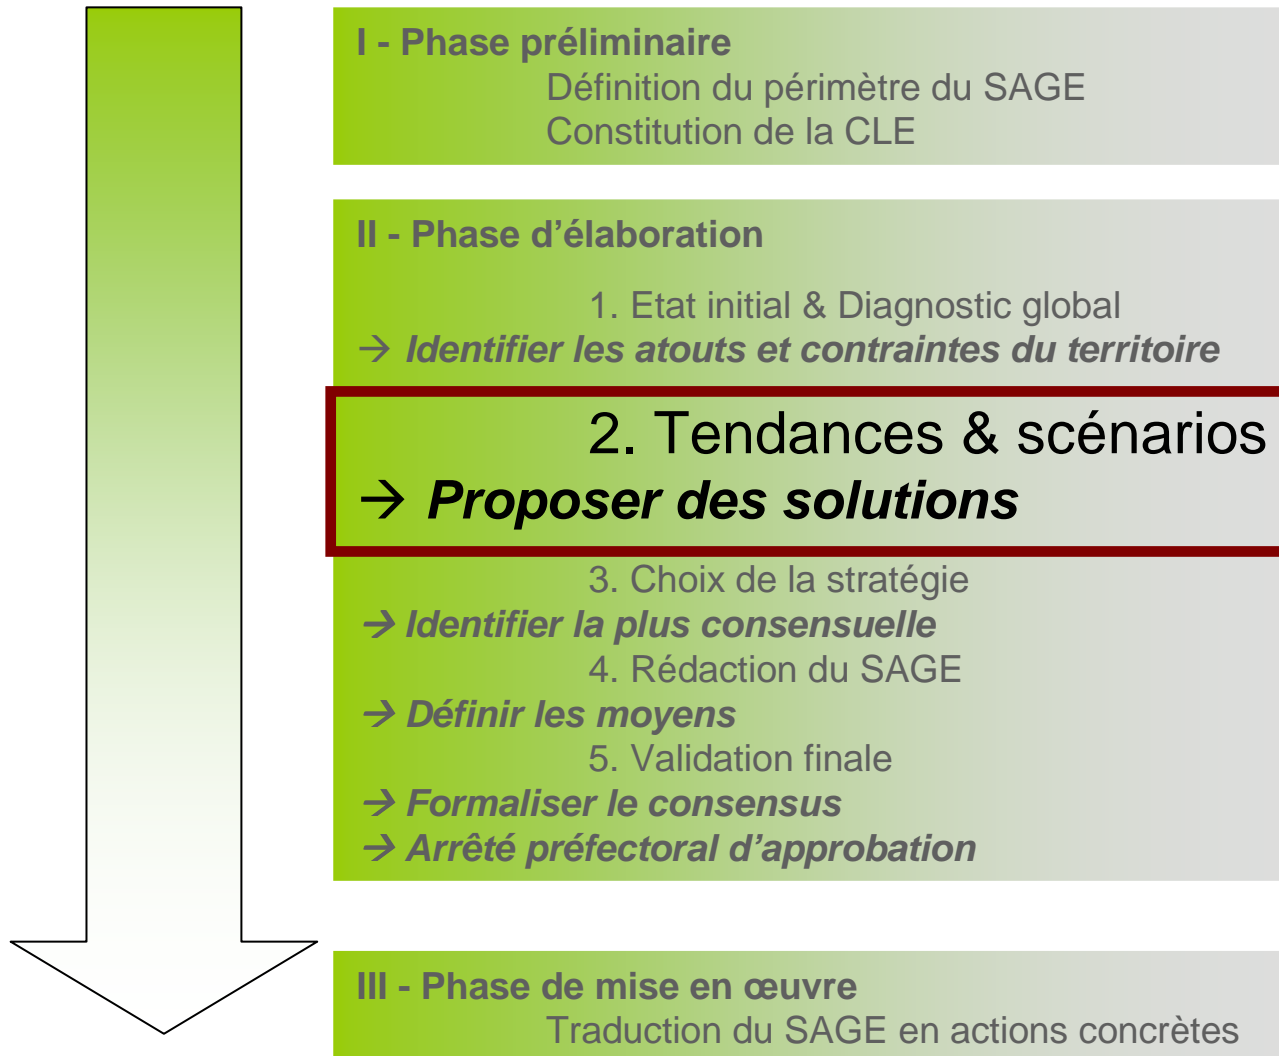 I - Phase préliminaire
Définition du périmètre du SAGE
Constitution de la CLE
II - Phase d’élaboration
1. Etat initial & Diagnostic global
→ Identifier les atouts et contraintes du territoire
2. Tendances & scénarios
→ Proposer des solutions
3. Choix de la stratégie
→ Identifier la plus consensuelle
4. Rédaction du SAGE
→ Définir les moyens
5. Validation finale
→ Formaliser le consensus
→ Arrêté préfectoral d’approbation
III - Phase de mise en œuvre
Traduction du SAGE en actions concrètes